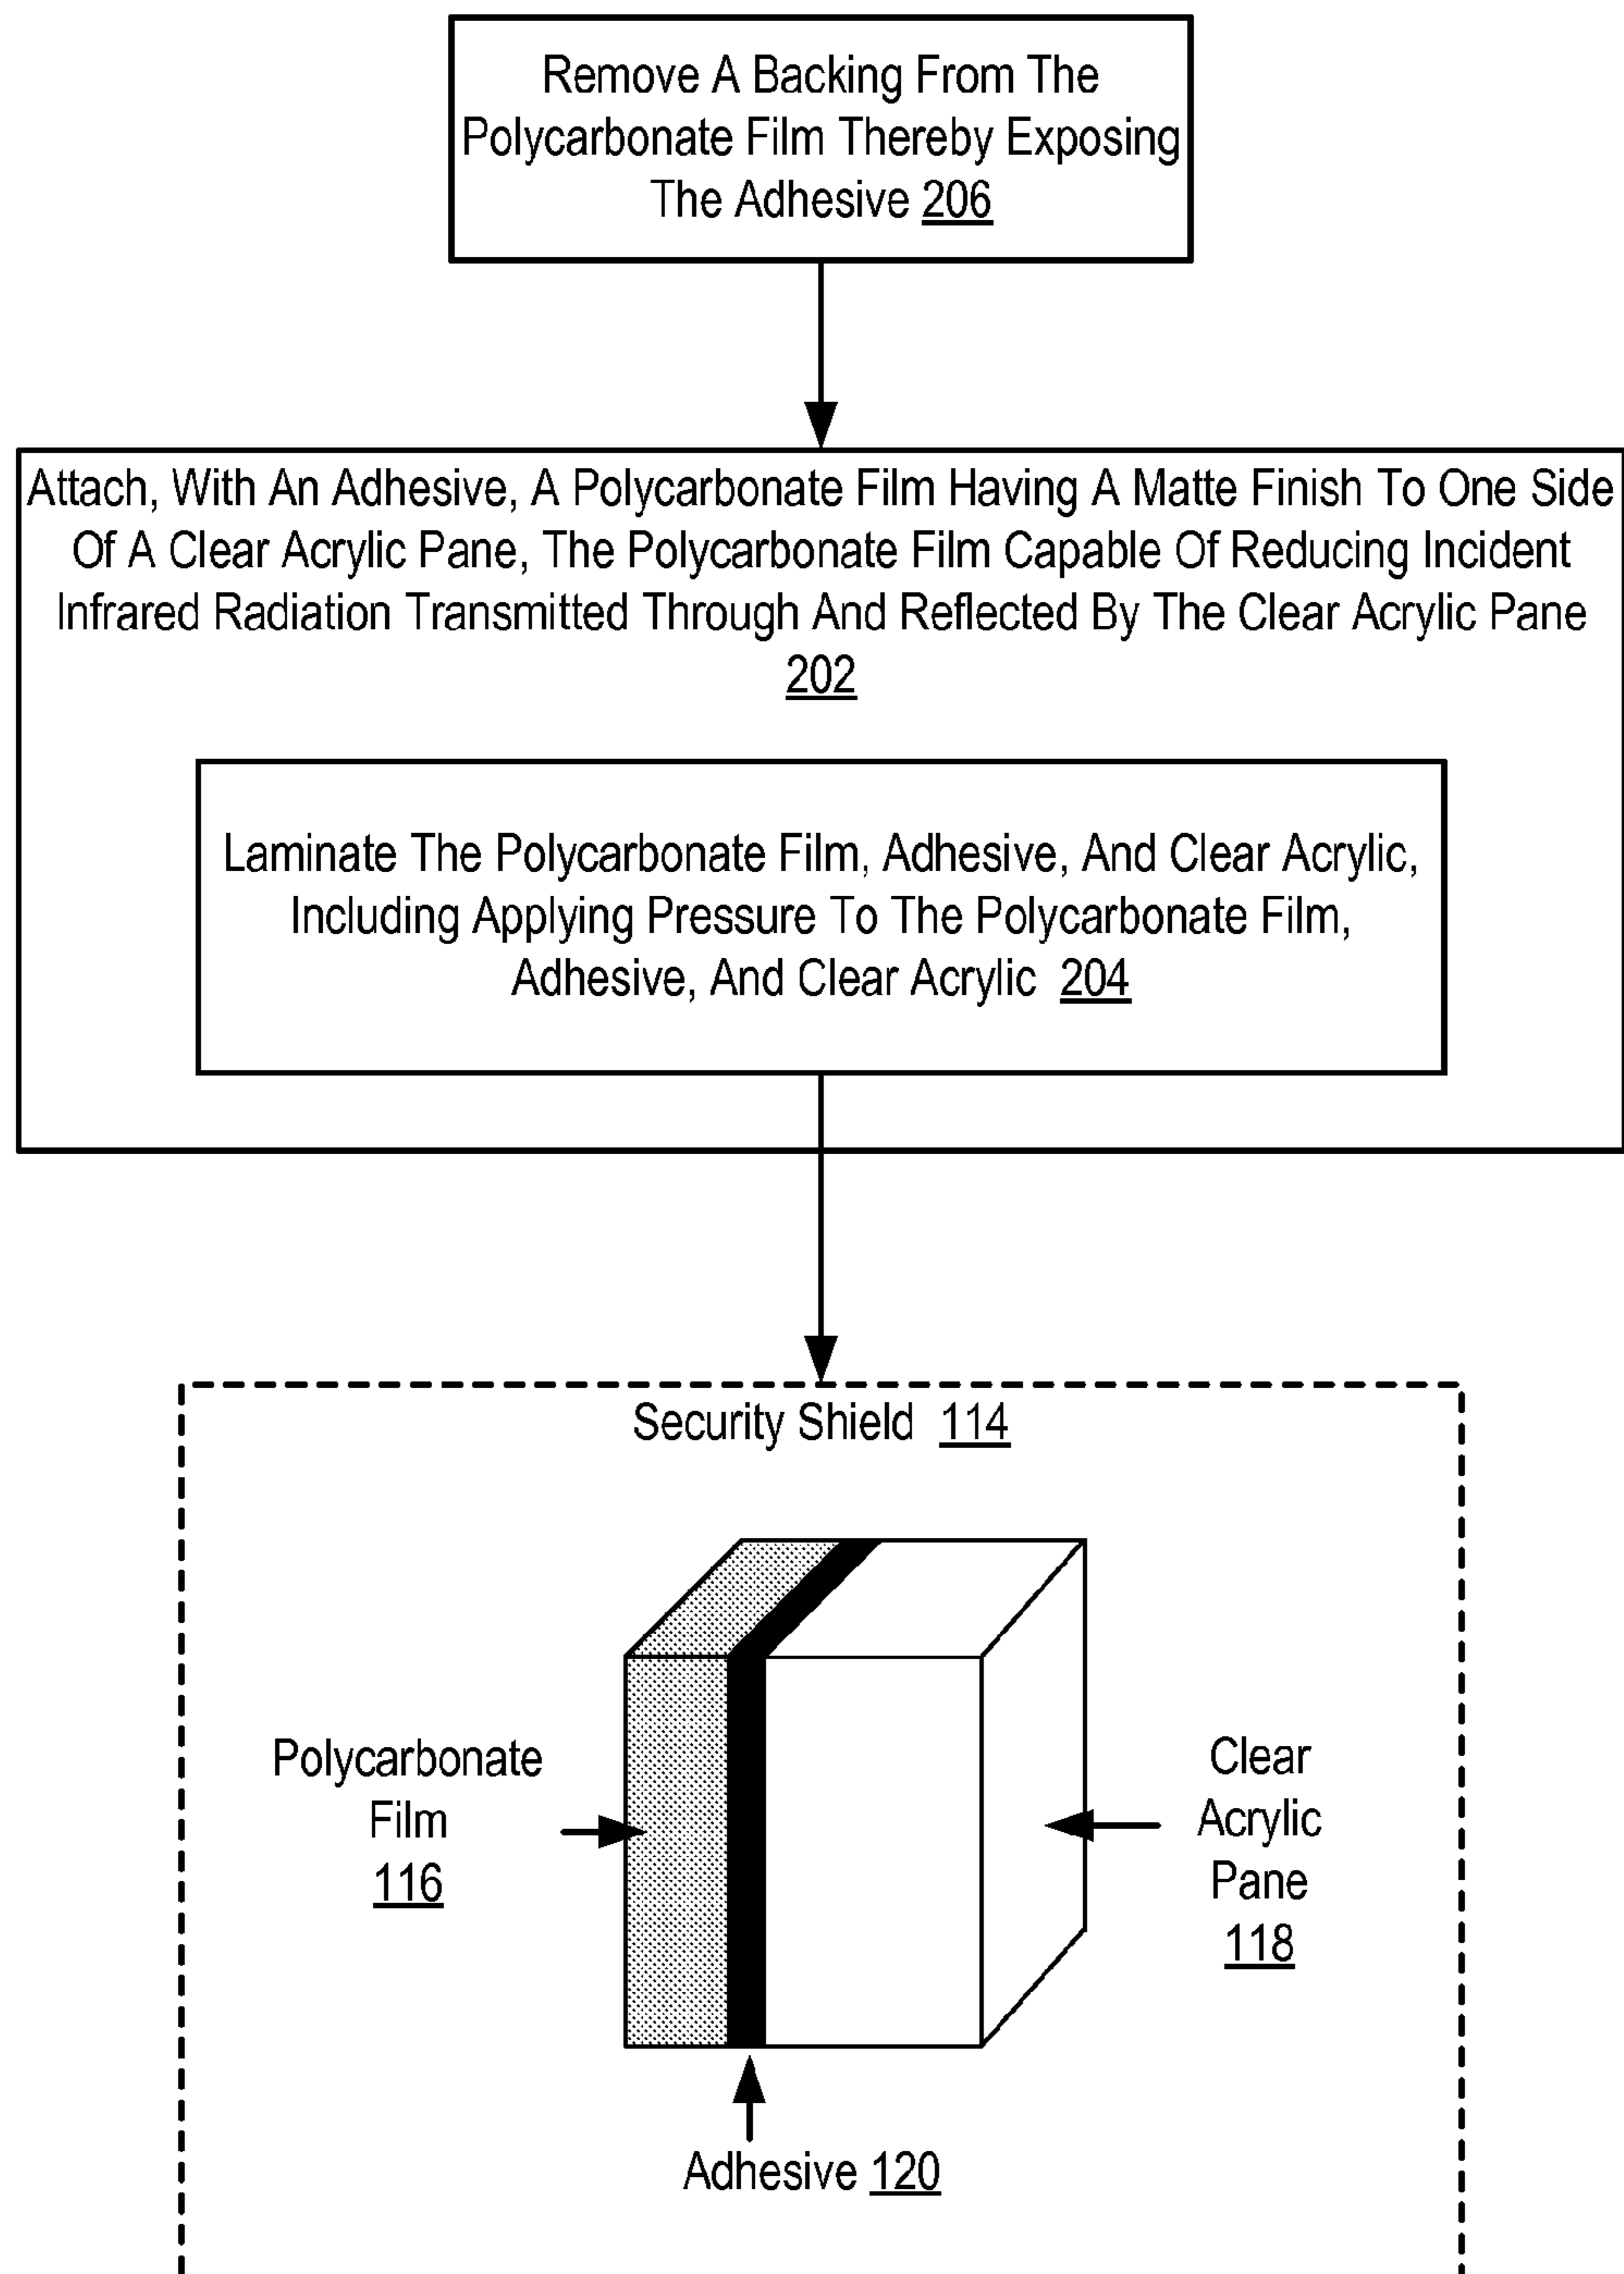 Remove A Backing From The
Polycarbonate Film Thereby Exposing
The Adhesive 206
Attach, With An Adhesive, A Polycarbonate Film Having A Matte Finish To One Side
Of A Clear Acrylic Pane, The Polycarbonate Film Capable Of Reducing Incident
Infrared Radiation Transmitted Through And Reflected By The Clear Acrylic Pane
202
Laminate The Polycarbonate Film, Adhesive, And Clear Acrylic,
Including Applying Pressure To The Polycarbonate Film,
Adhesive, And Clear Acrylic 204
Security Shield 114
Polycarbonate
Film
116
Clear
Acrylic
Pane
118
Adhesive 120